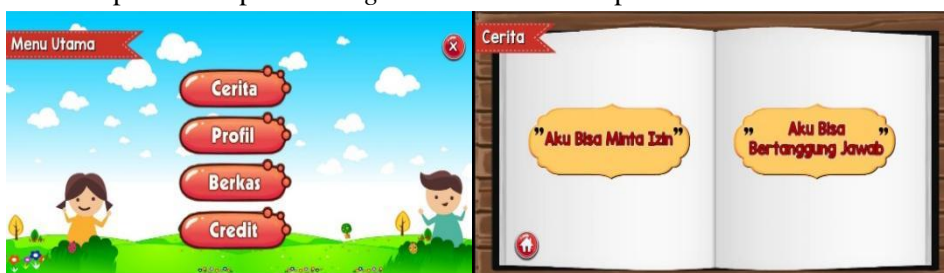 Menu Utama
Cerita
Profil
Berkas
Credit
Cerita
"Aku Bisa Minta Izin"
" Aku Bisa "
Bertanggung Jawab